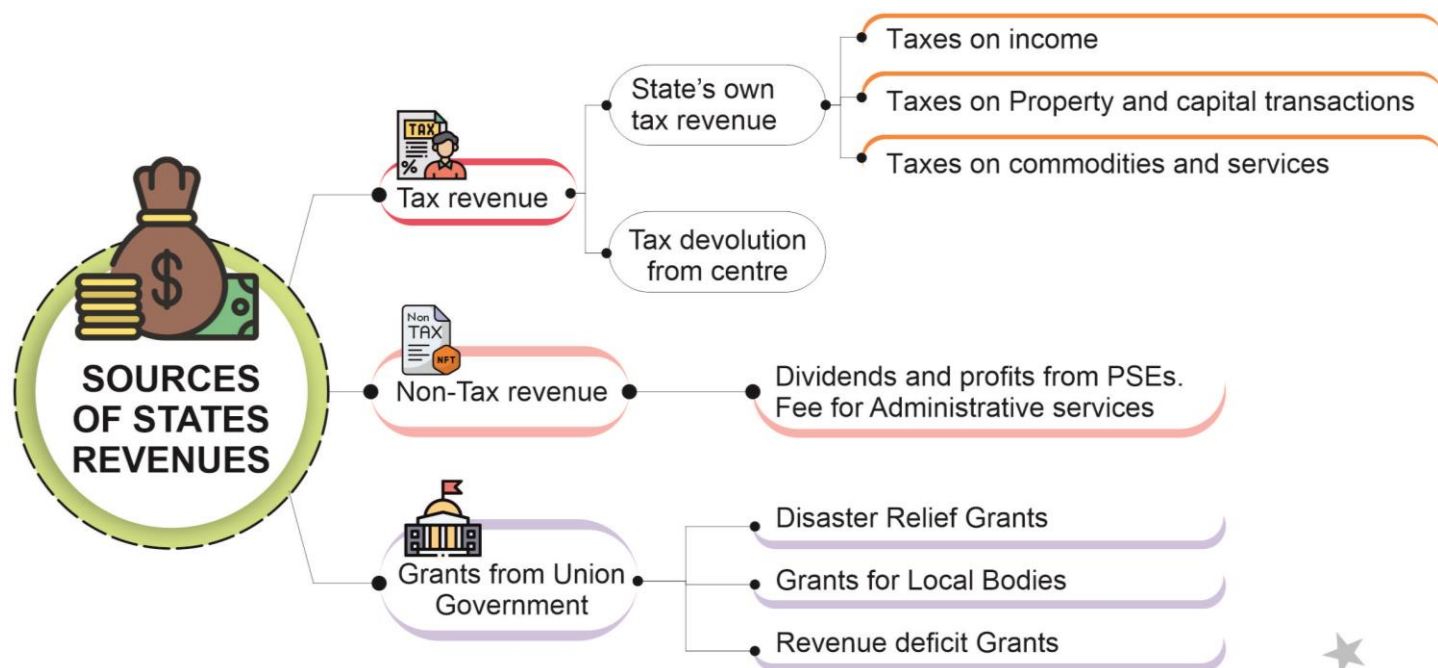 SOURCES
OF STATES
REVENUES
TAX
%
Tax revenue
State’s own
tax revenue
Taxes on income
Taxes on Property and capital transactions
Taxes on commodities and services
Tax devolution
from centre
Non
TAX
NFT
Non-Tax revenue
Dividends and profits from PSEs.
Fee for Administrative services
Grants from Union
Government
Disaster Relief Grants
Grants for Local Bodies
Revenue deficit Grants
$